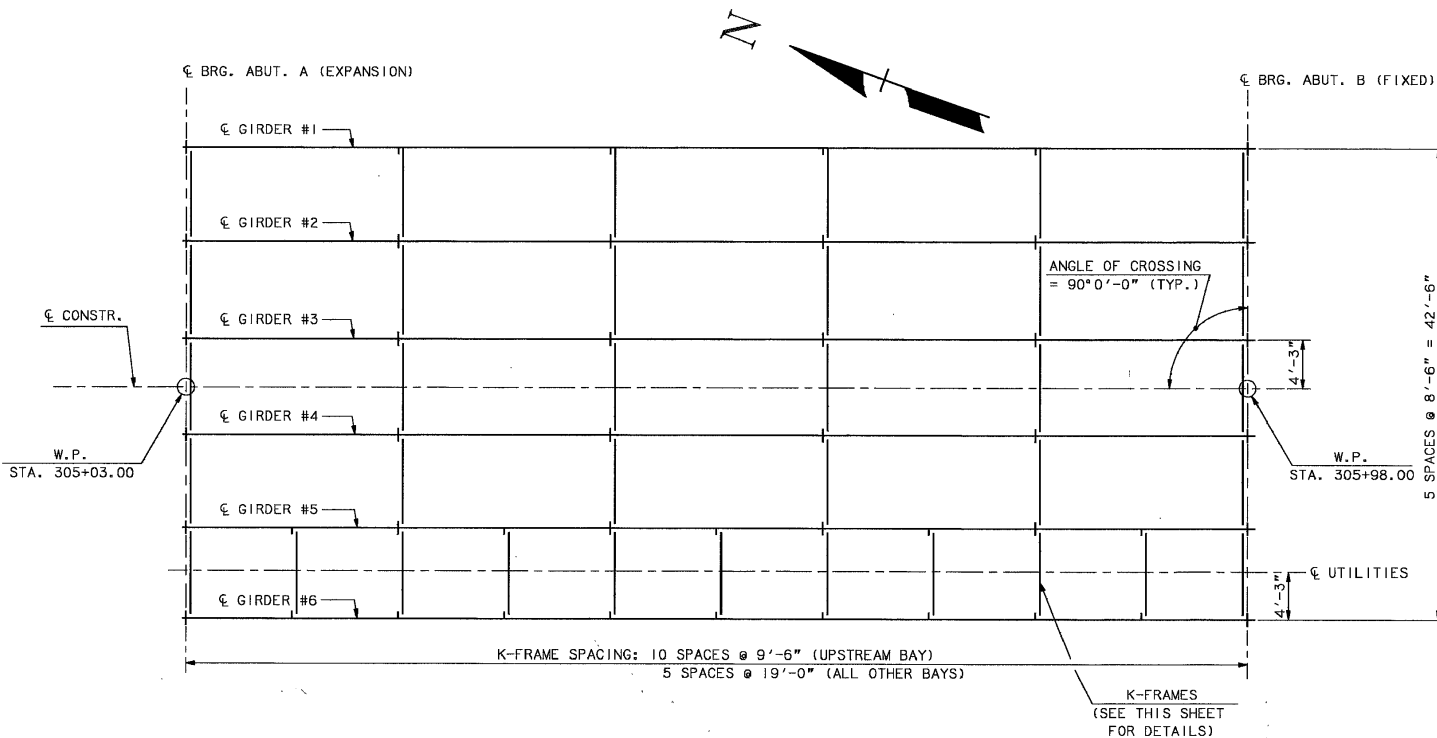 N
℄ BRG. ABUT. A (EXPANSION)
℄ BRG. ABUT. B (FIXED)
℄ GIRDER #1
℄ GIRDER #2
ANGLE OF CROSSING
= 90°0'-0" (TYP.)
℄ CONSTR.
℄ GIRDER #3
4'-3"
5 SPACES @ 8'-6" = 42'-6"
℄ GIRDER #4
W.P.
STA. 305+03.00
W.P.
STA. 305+98.00
℄ GIRDER #5
℄ UTILITIES
4'-3"
℄ GIRDER #6
K-FRAME SPACING: 10 SPACES @ 9'-6" (UPSTREAM BAY)
5 SPACES @ 19'-0" (ALL OTHER BAYS)
K-FRAMES
(SEE THIS SHEET
FOR DETAILS)